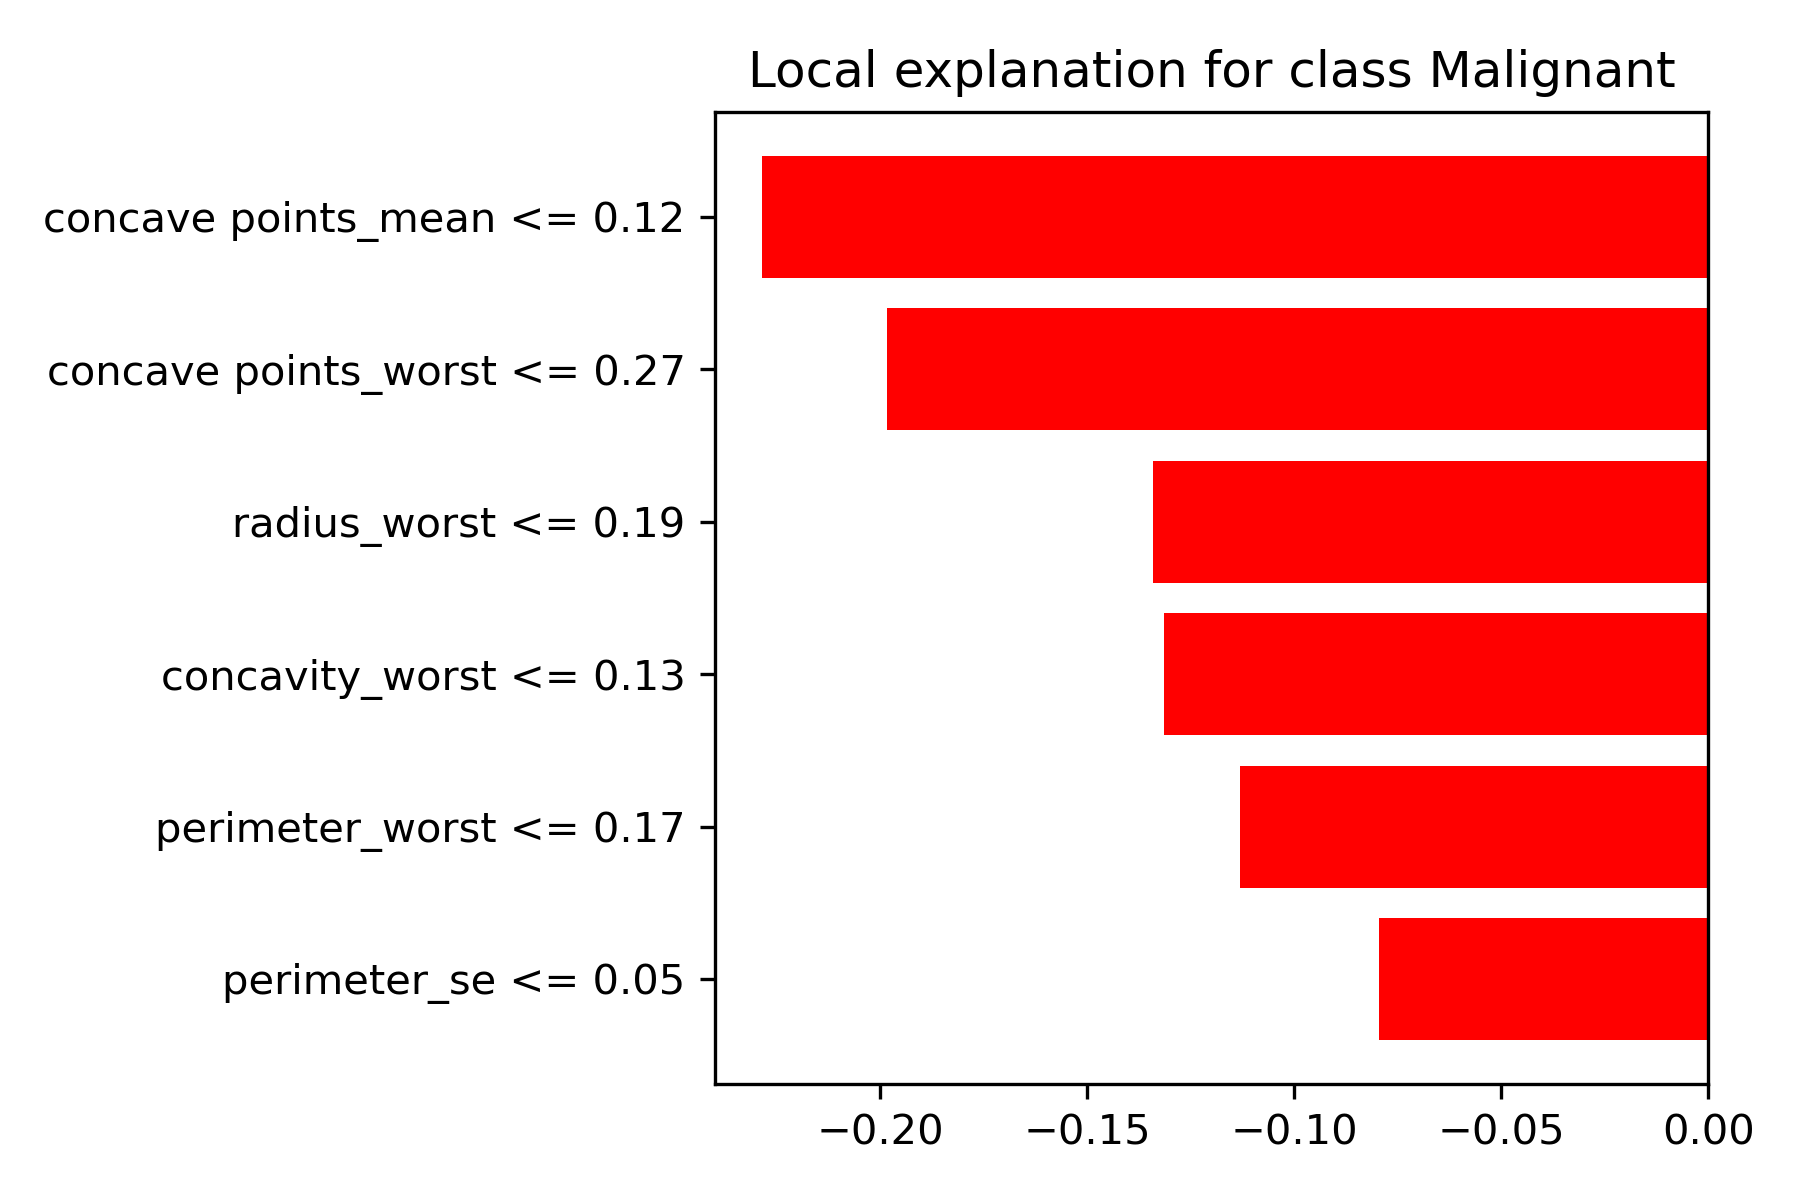 Local explanation for class Malignant
concave points_mean <= 0.12
concave points_worst <= 0.27
radius_worst <= 0.19
concavity_worst <= 0.13
perimeter_worst <= 0.17
perimeter_se <= 0.05
−0.20 −0.15 −0.10 −0.05 0.00